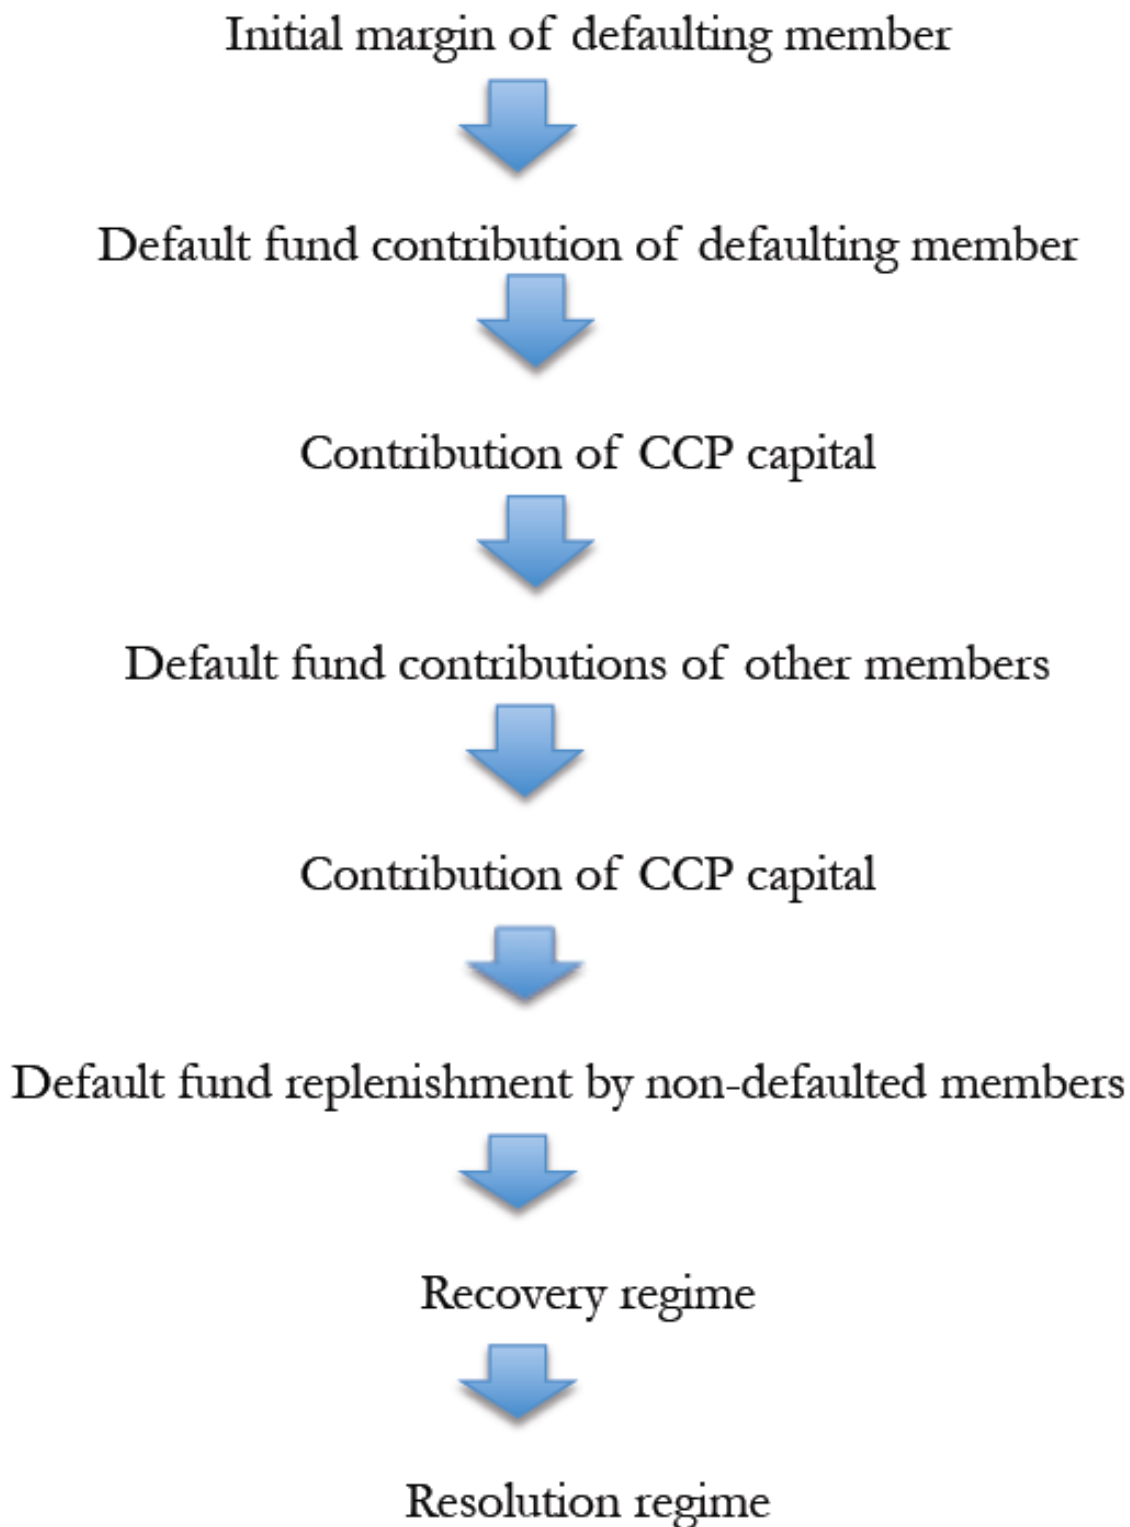 Initial margin of defaulting member
Default fund contribution of defaulting member
Contribution of CCP capital
Default fund contributions of other members
Contribution of CCP capital
Default fund replenishment by non-defaulted members
Recovery regime
Resolution regime